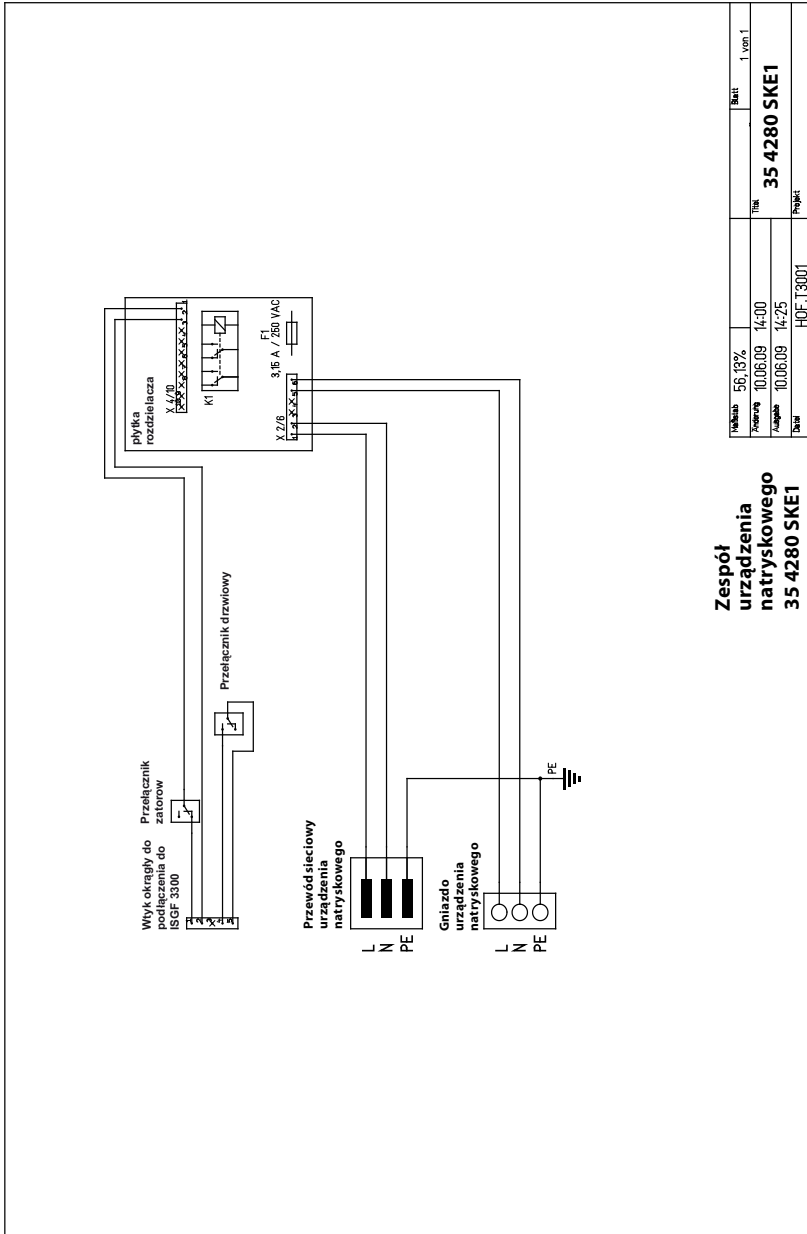 płytka
rozdzielacza
X 4/10
K1
F1
3,15 A / 250 VAC
X 2/6
Przełącznik drzwiowy
Przełącznik
zatorow
Wtyk okrągły do
podłączenia do
ISGF 3300
Przewód sieciowy
urządzenia
natryskowego
L
N
PE
PE
Gniazdo
urządzenia
natryskowego
L
N
PE
Zespół
urządzenia
natryskowego
35 4280 SKE1
Maßstab 56,13%
Blatt 1 von 1
Änderung 10.06.09 14:00
Titel 35 4280 SKE1
Ausgabe 10.06.09 14:25
Datei HOF.T3001
Projekt